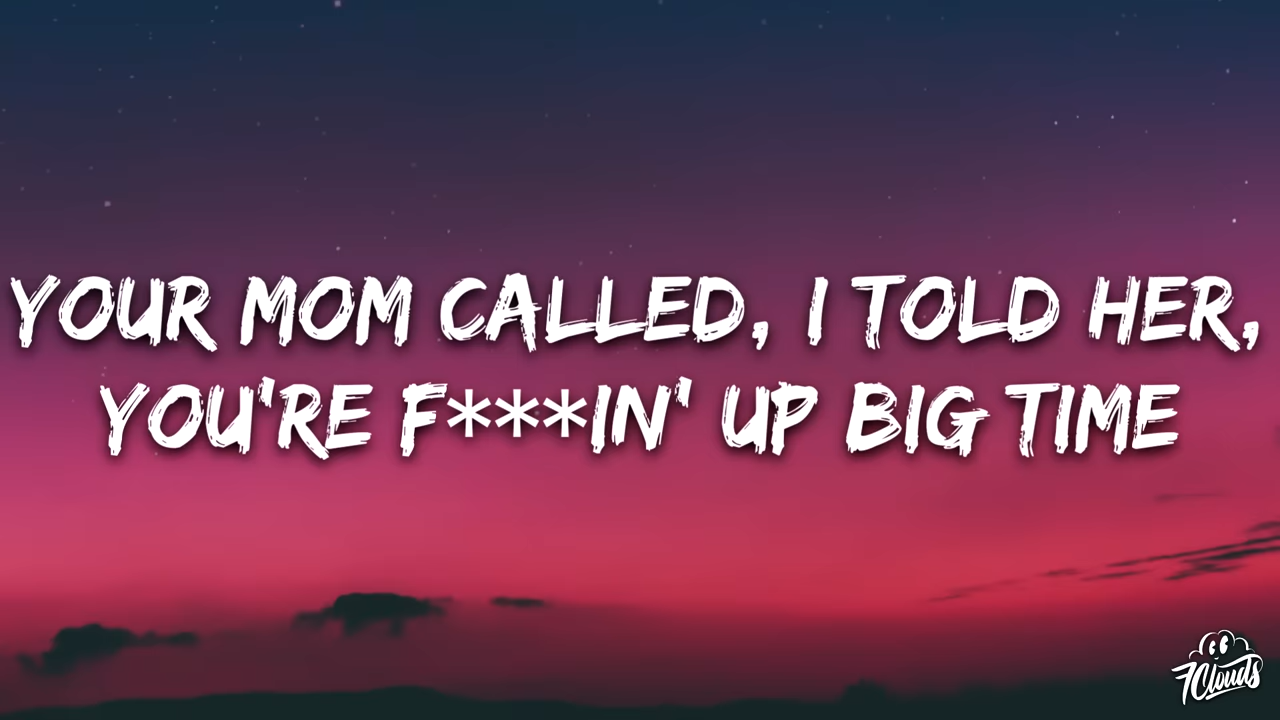 YOUR MOM CALLED, I TOLD HER,
YOU'RE F***IN' UP BIG TIME
7Clouds